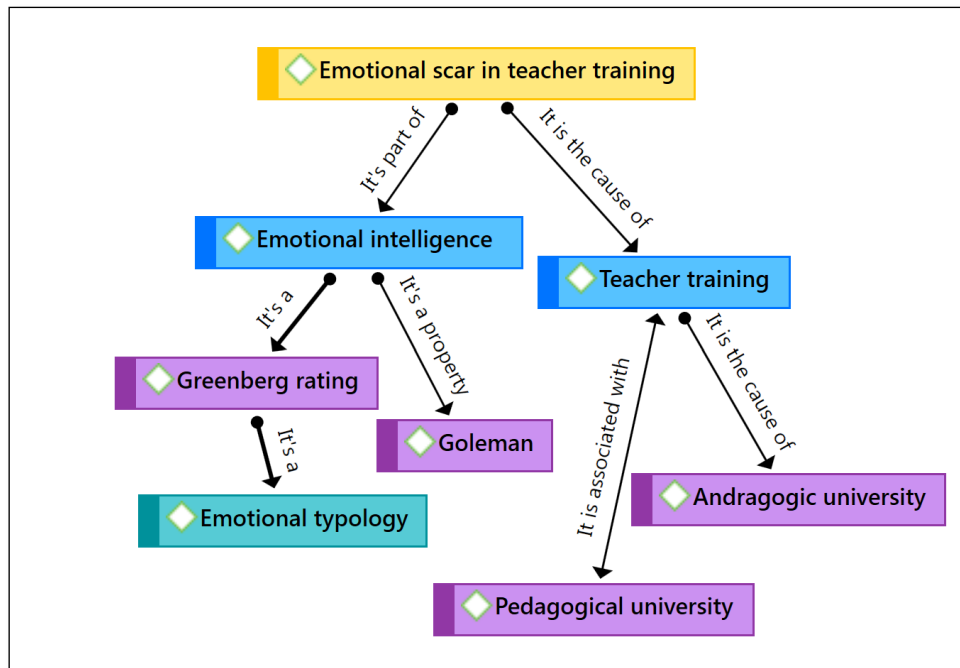 Emotional scar in teacher training
It's part of
It is the cause of
Emotional intelligence
Teacher training
It's a
It's a property
It is associated with
It is the cause of
Greenberg rating
Goleman
It's a
Andragogic university
Emotional typology
Pedagogical university